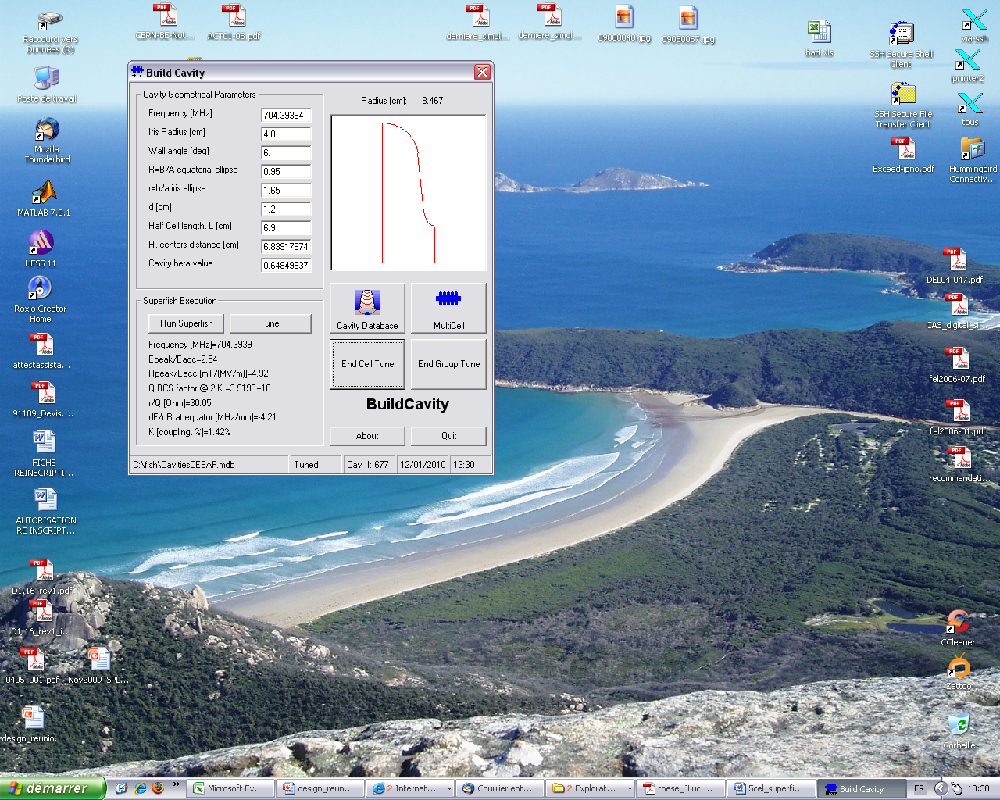 Raccourci vers
Données (D)
CERN-BE-Not...
ACT01-08.pdf
derniere_simul...
derniere_simul...
09080040.jpg
09080067.jpg
bad.xls
SSH Secure Shell
Client
via-ssh
Poste de travail
ipninter2
SSH Secure File
Transfer Client
tous
Mozilla
Thunderbird
Exceed-ipno.pdf
Hummingbird
Connectiv...
MATLAB 7.0.1
HFSS 11
DEL04-047.pdf
Roxio Creator
Home
CAS_digital_si...
attestassista...
fel2006-07.pdf
91189_Devis....
fel2006-01.pdf
FICHE
REINSCRIPTI...
recommendati...
AUTORISATION
RE INSCRIPT...
D1,16_rev1.pdf
D1,16_rev1_i...
CCleaner
0405_001.pdf
Nov2009_SPL...
Zattoo
design_reunio...
Corbeille
Build Cavity
Cavity Geometrical Parameters
Frequency [MHz] 704.39394
Iris Radius [cm] 4.8
Wall angle [deg] 6.
R=B/A equatorial ellipse 0.95
r=b/a iris ellipse 1.65
d [cm] 1.2
Half Cell length, L [cm] 6.9
H, centers distance [cm] 6.83917874
Cavity beta value 0.64849637
Radius [cm]: 18.467
Superfish Execution
Run Superfish Tune!
Frequency [MHz]=704.3939
Epeak/Eacc=2.54
Hpeak/Eacc [mT/(MV/m)]=4.92
Q BCS factor @ 2 K =3.919E+10
r/Q [Ohm]=30.05
dF/dR at equator [MHz/mm]=-4.21
K [coupling, %]=1.42%
Cavity Database MultiCell
End Cell Tune End Group Tune
BuildCavity
About Quit
C:\fish\CavitiesCEBAF.mdb Tuned Cav #: 677 12/01/2010 13:30
démarrer » Microsoft Ex... design_reun... 2 Internet... Courrier ent... 2 Explorat... these_JLuc.... 5cel_superfi... Build Cavity FR 13:30